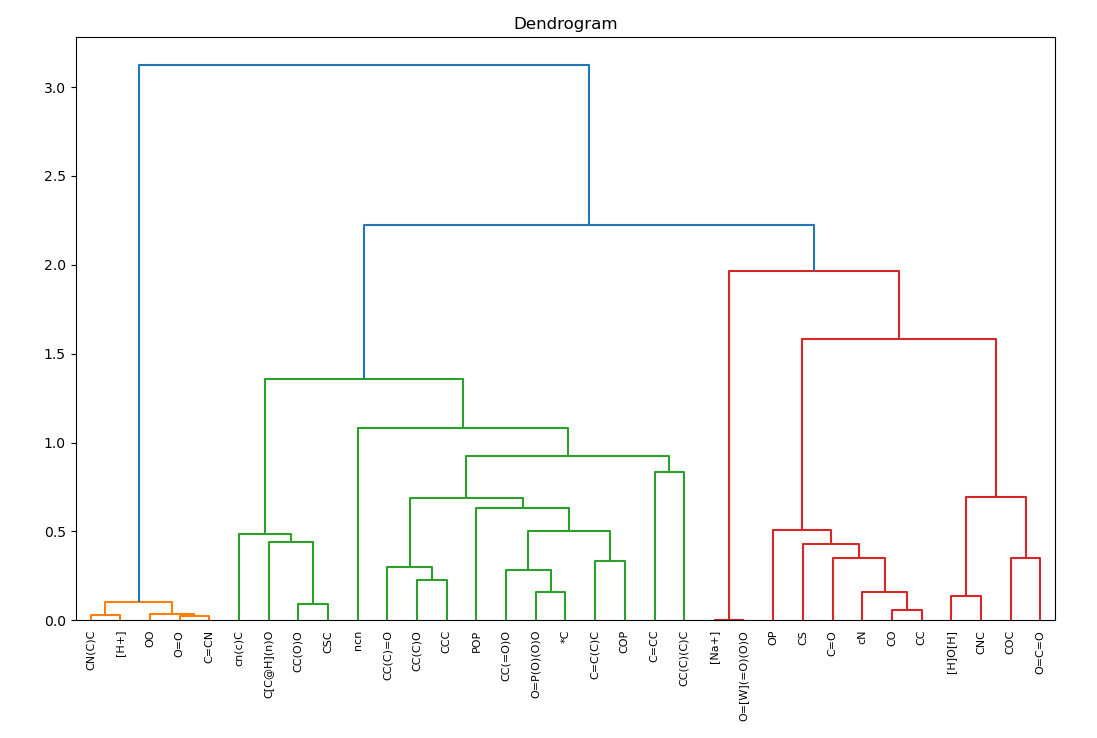 Dendrogram
3.0
2.5
2.0
1.5
1.0
0.5
0.0
CN(C)C
[H+]
OO
O=O
C=CN
cn(c)C
C[C@H](n)O
CC(O)O
CSC
ncn
CC(C)=O
CC(C)O
CCC
POP
CC(=O)O
O=P(O)(O)O
*C
C=C(C)C
COP
C=CC
CC(C)(C)C
[Na+]
O=[W](=O)(O)O
OP
CS
C=O
cN
CO
CC
[H]O[H]
CNC
COC
O=C=O